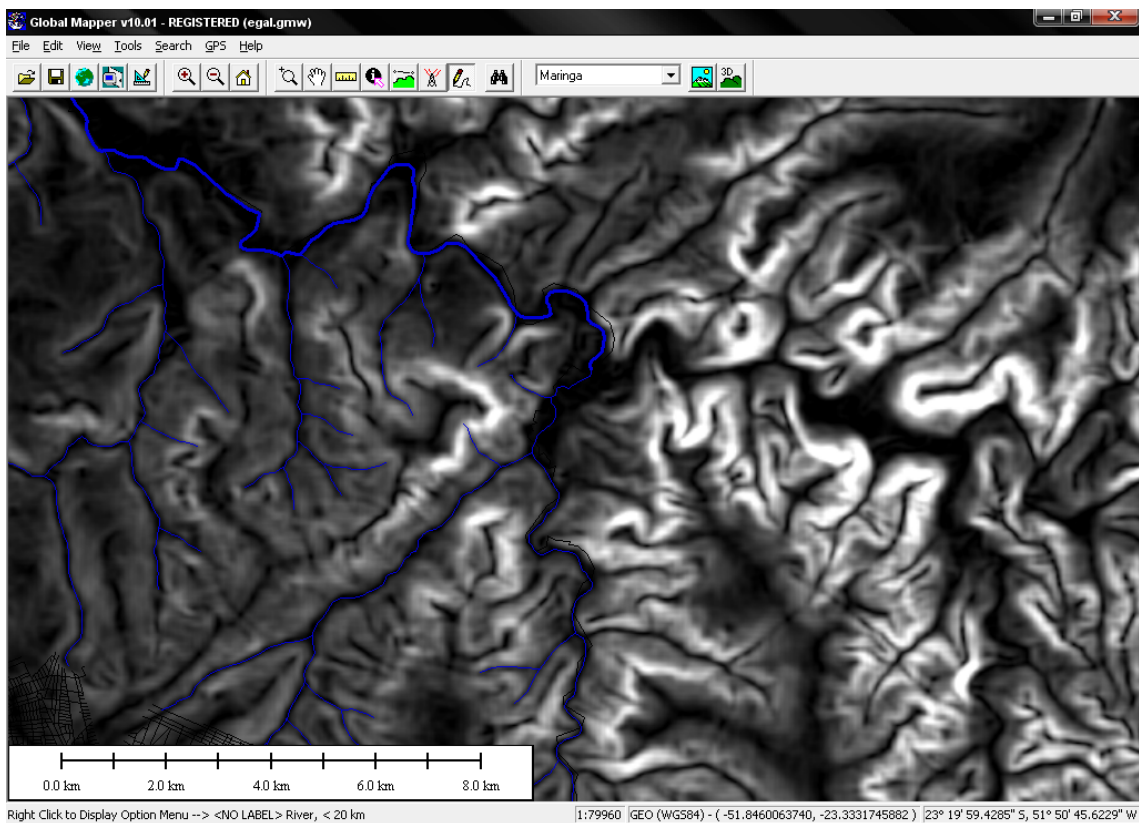 Global Mapper v10.01 - REGISTERED (egal.gmw)
File Edit View Tools Search GPS Help
Maringa
3D
0.0 km 2.0 km 4.0 km 6.0 km 8.0 km
Right Click to Display Option Menu --> <NO LABEL> River, < 20 km 1:79960 GEO (WGS84) - ( -51.8460063740, -23.3331745882 ) 23° 19' 59.4285" S, 51° 50' 45.6229" W